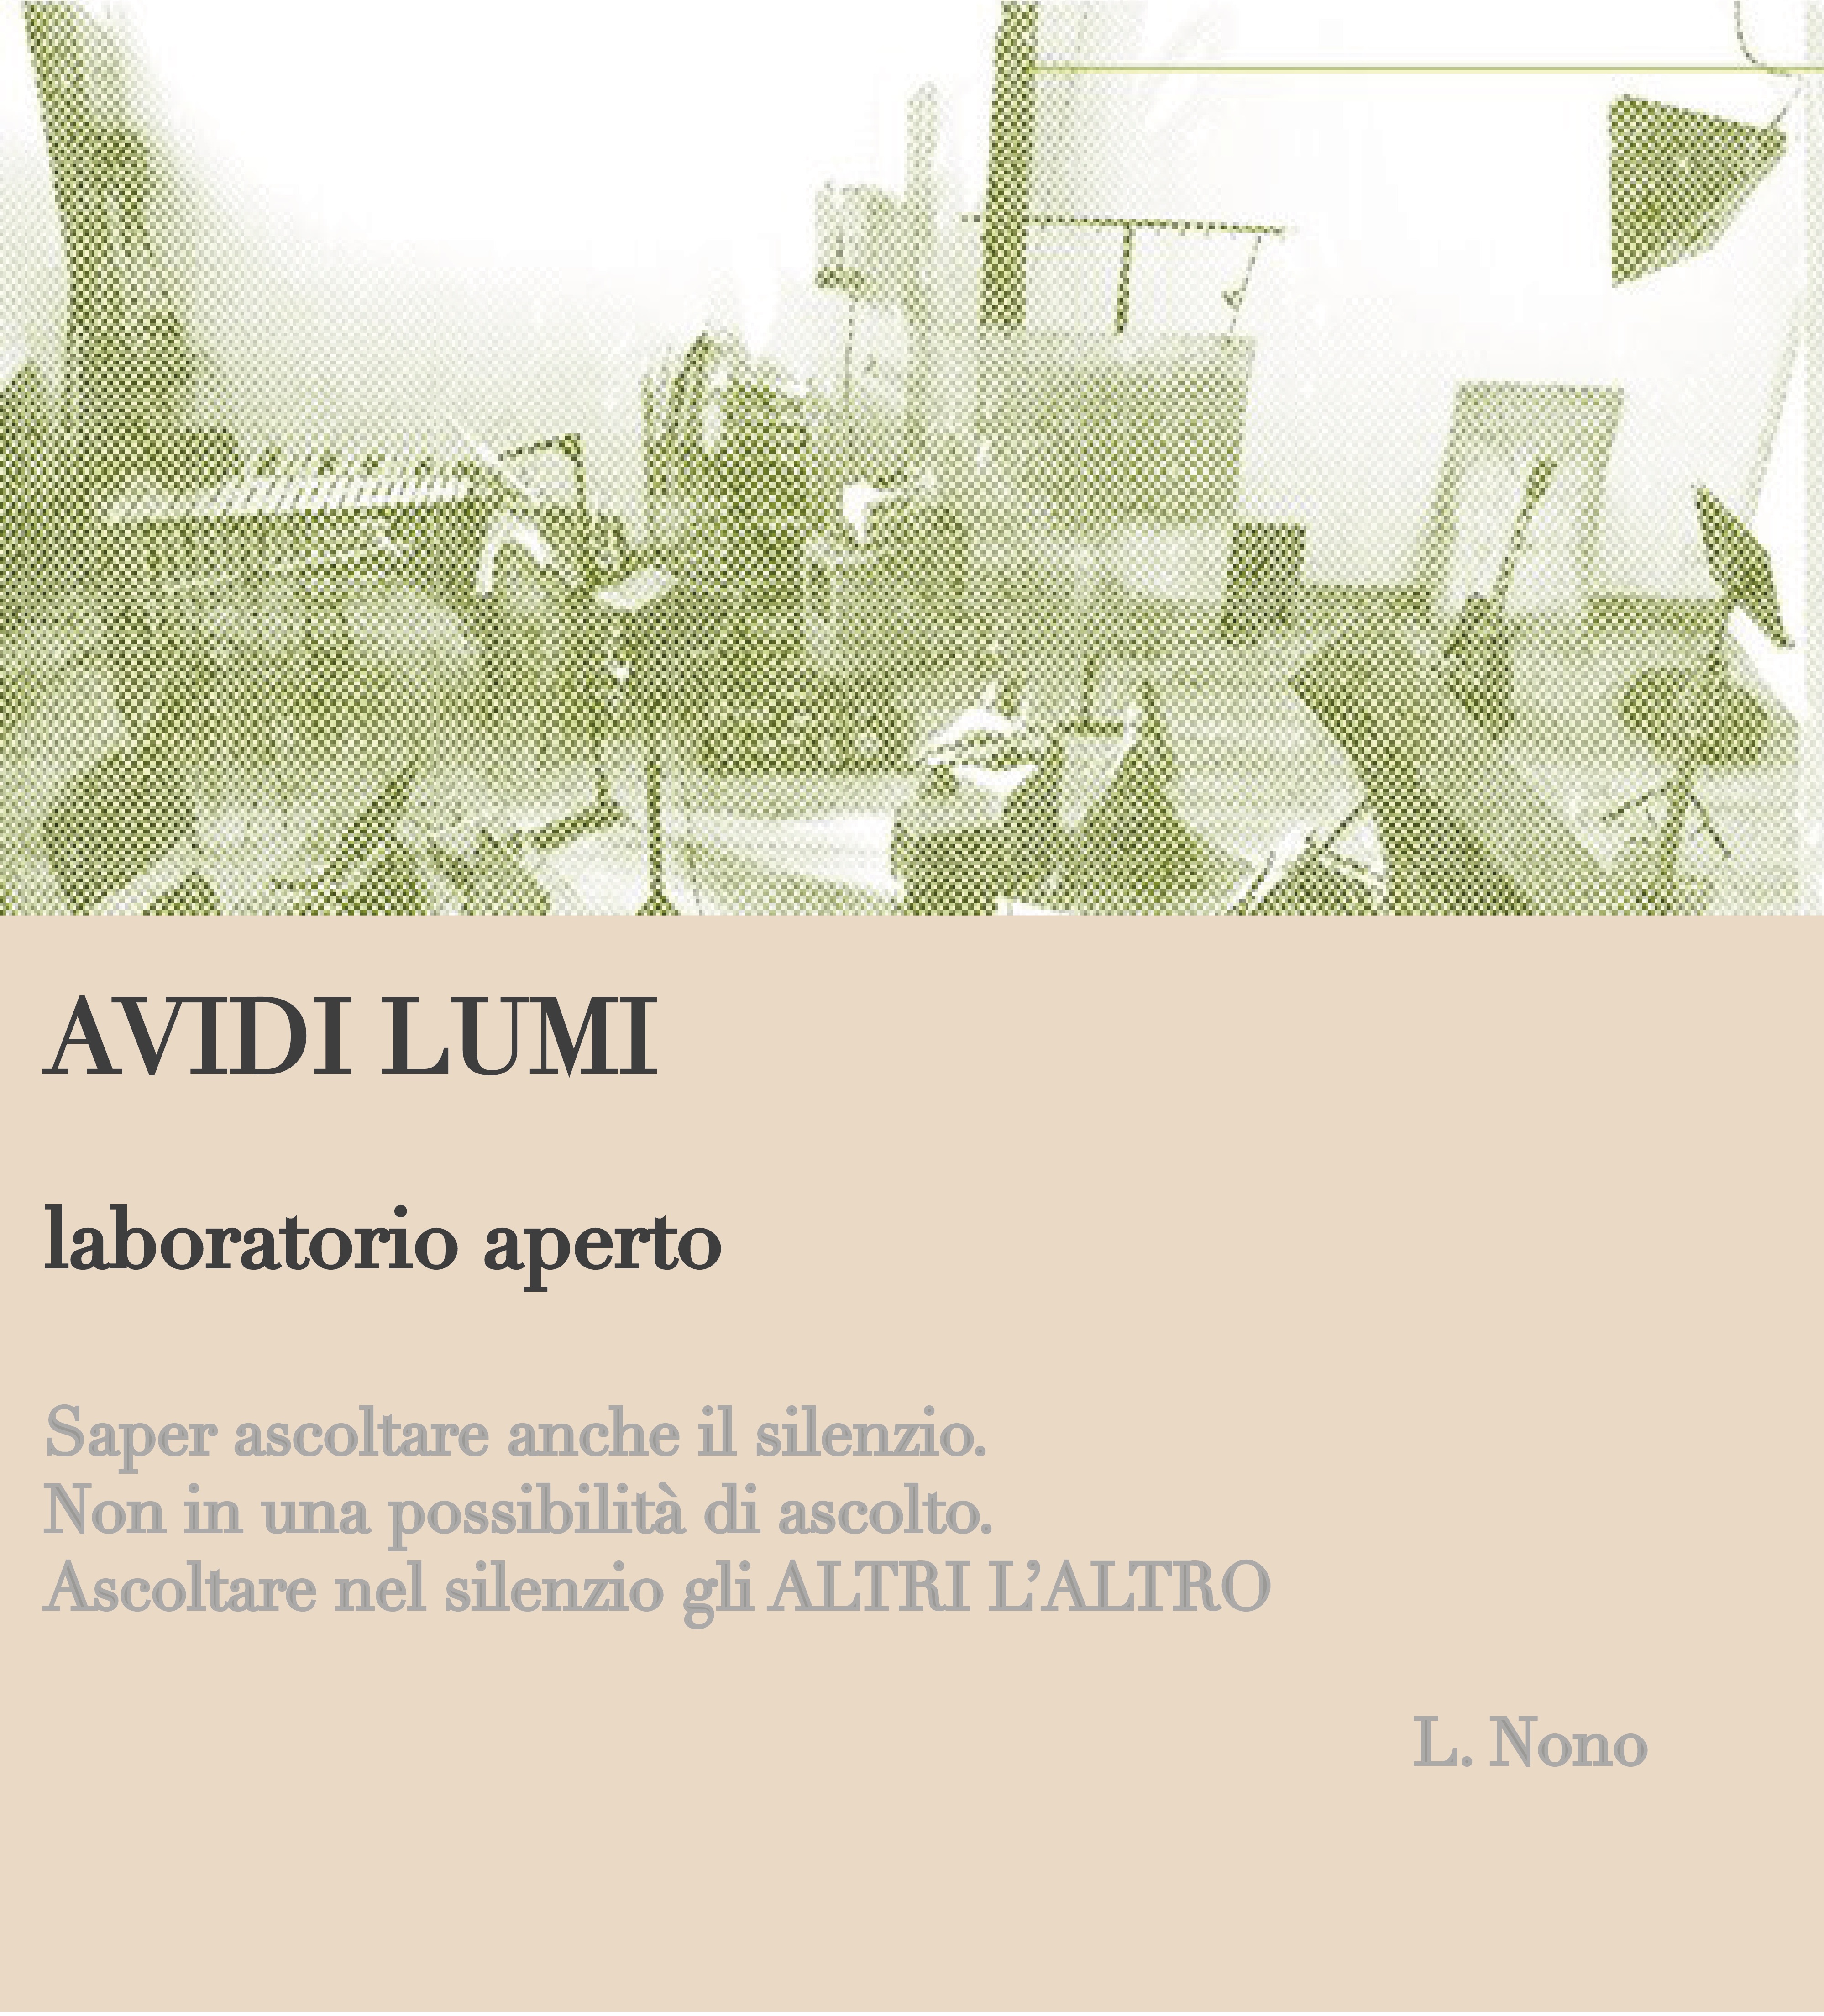 AVIDI LUMI
laboratorio aperto
Saper ascoltare anche il silenzio.
Non in una possibilità di ascolto.
Ascoltare nel silenzio gli ALTRI L’ALTRO
L. Nono